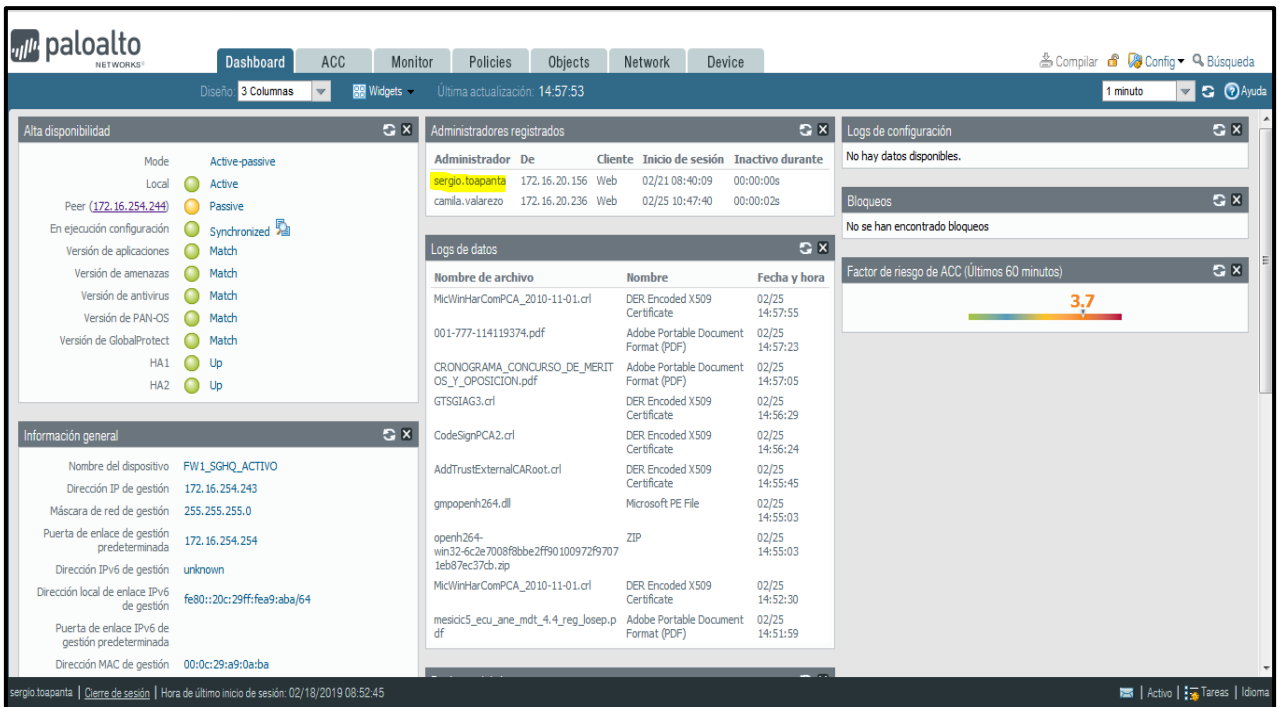 paloalto
NETWORKS®
Dashboard ACC Monitor Policies Objects Network Device
Compilar Config Búsqueda
Diseño: 3 Columnas Widgets Última actualización: 14:57:53 1 minuto Ayuda
Alta disponibilidad
Mode Active-passive
Local Active
Peer (172.16.254.244) Passive
En ejecución configuración Synchronized
Versión de aplicaciones Match
Versión de amenazas Match
Versión de antivirus Match
Versión de PAN-OS Match
Versión de GlobalProtect Match
HA1 Up
HA2 Up
Información general
Nombre del dispositivo FW1_SGHQ_ACTIVO
Dirección IP de gestión 172.16.254.243
Máscara de red de gestión 255.255.255.0
Puerta de enlace de gestión
predeterminada 172.16.254.254
Dirección IPv6 de gestión unknown
Dirección local de enlace IPv6
de gestión fe80::20c:29ff:fea9:aba/64
Puerta de enlace IPv6 de
gestión predeterminada
Dirección MAC de gestión 00:0c:29:a9:0a:ba
Administradores registrados
Administrador De Cliente Inicio de sesión Inactivo durante
sergio.toapanta 172.16.20.156 Web 02/21 08:40:09 00:00:00s
camila.valarezo 172.16.20.236 Web 02/25 10:47:40 00:00:02s
Logs de datos
Nombre de archivo Nombre Fecha y hora
MicWinHarComPCA_2010-11-01.crl DER Encoded X509 02/25
Certificate 14:57:55
001-777-114119374.pdf Adobe Portable Document 02/25
Format (PDF) 14:57:23
CRONOGRAMA_CONCURSO_DE_MERIT Adobe Portable Document 02/25
OS_Y_OPOSICION.pdf Format (PDF) 14:57:05
GTSGIAG3.crl DER Encoded X509 02/25
Certificate 14:56:29
CodeSignPCA2.crl DER Encoded X509 02/25
Certificate 14:56:24
AddTrustExternalCARoot.crl DER Encoded X509 02/25
Certificate 14:55:45
gmpopenh264.dll Microsoft PE File 02/25
14:55:03
openh264- ZIP 02/25
win32-6c2e7008f8bbe2ff90100972f9707 14:55:03
1eb87ec37cb.zip
MicWinHarComPCA_2010-11-01.crl DER Encoded X509 02/25
Certificate 14:52:30
mesicic5_ecu_ane_mdt_4.4_reg_losep.p Adobe Portable Document 02/25
df Format (PDF) 14:51:59
Logs de configuración
No hay datos disponibles.
Bloqueos
No se han encontrado bloqueos
Factor de riesgo de ACC (Últimos 60 minutos)
3.7
sergio.toapanta | Cierre de sesión | Hora de último inicio de sesión: 02/18/2019 08:52:45 | Activo | Tareas | Idioma